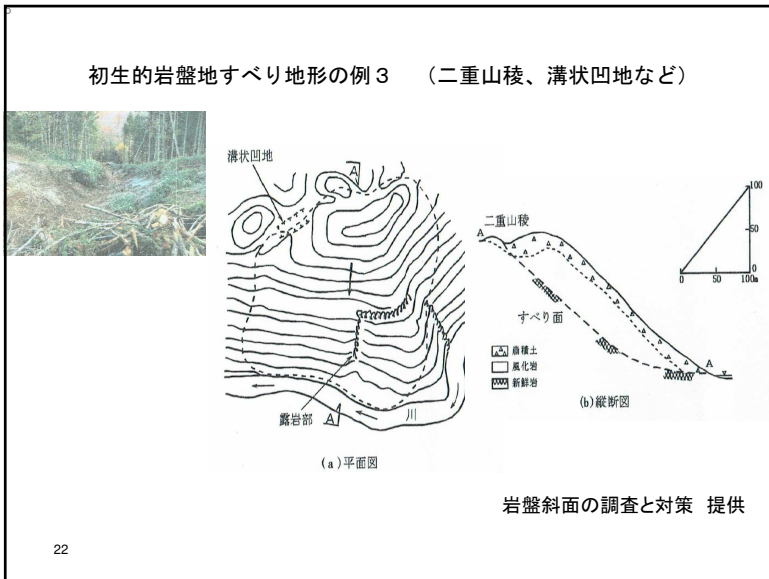 初生的岩盤地すべり地形の例３　（二重山稜、溝状凹地など）
溝状凹地
A
露岩部
A
川
(a)平面図
二重山稜
A
すべり面
A
崩積土
風化岩
新鮮岩
(b)縦断図
100
50
0
0 50 100m
岩盤斜面の調査と対策 提供
22